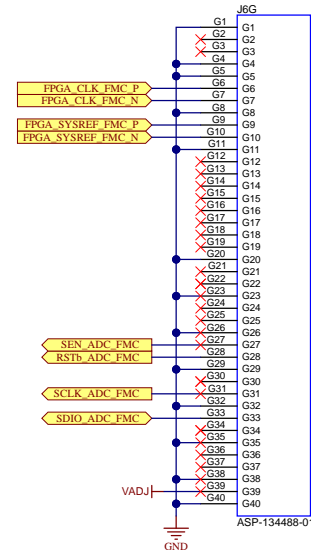 J6G
G1 G1
G2 G2
G3 G3
G4 G4
G5 G5
FPGA_CLK_FMC_P G6 G6
FPGA_CLK_FMC_N G7 G7
G8 G8
FPGA_SYSREF_FMC_P G9 G9
FPGA_SYSREF_FMC_N G10 G10
G11 G11
G12 G12
G13 G13
G14 G14
G15 G15
G16 G16
G17 G17
G18 G18
G19 G19
G20 G20
G21 G21
G22 G22
G23 G23
G24 G24
G25 G25
G26 G26
SEN_ADC_FMC G27 G27
RSTb_ADC_FMC G28 G28
G29 G29
G30 G30
SCLK_ADC_FMC G31 G31
G32 G32
SDIO_ADC_FMC G33 G33
G34 G34
G35 G35
G36 G36
G37 G37
G38 G38
VADJ G39 G39
G40 G40
ASP-134488-01
GND